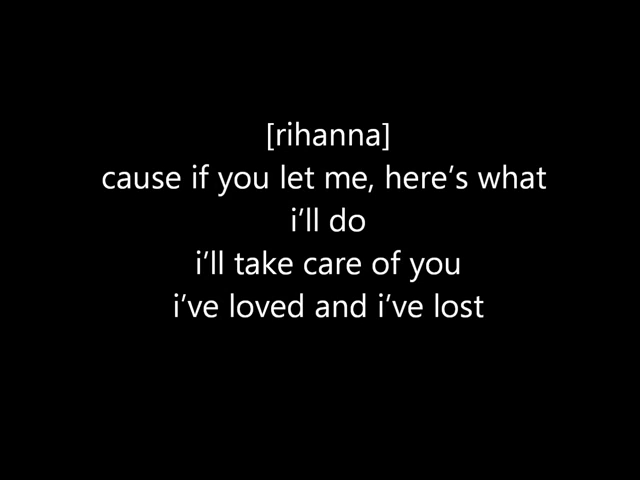 [rihanna]
cause if you let me, here’s what
i’ll do
i’ll take care of you
i’ve loved and i’ve lost